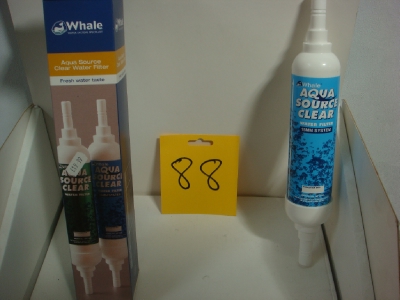 Whale
Aqua Source
Clear Water Filter
Fresh water taste
AQUA
SOURCE
CLEAR
AQUA
SOURCE
CLEAR
88
Whale
AQUA
SOURCE
CLEAR
WATER FILTER